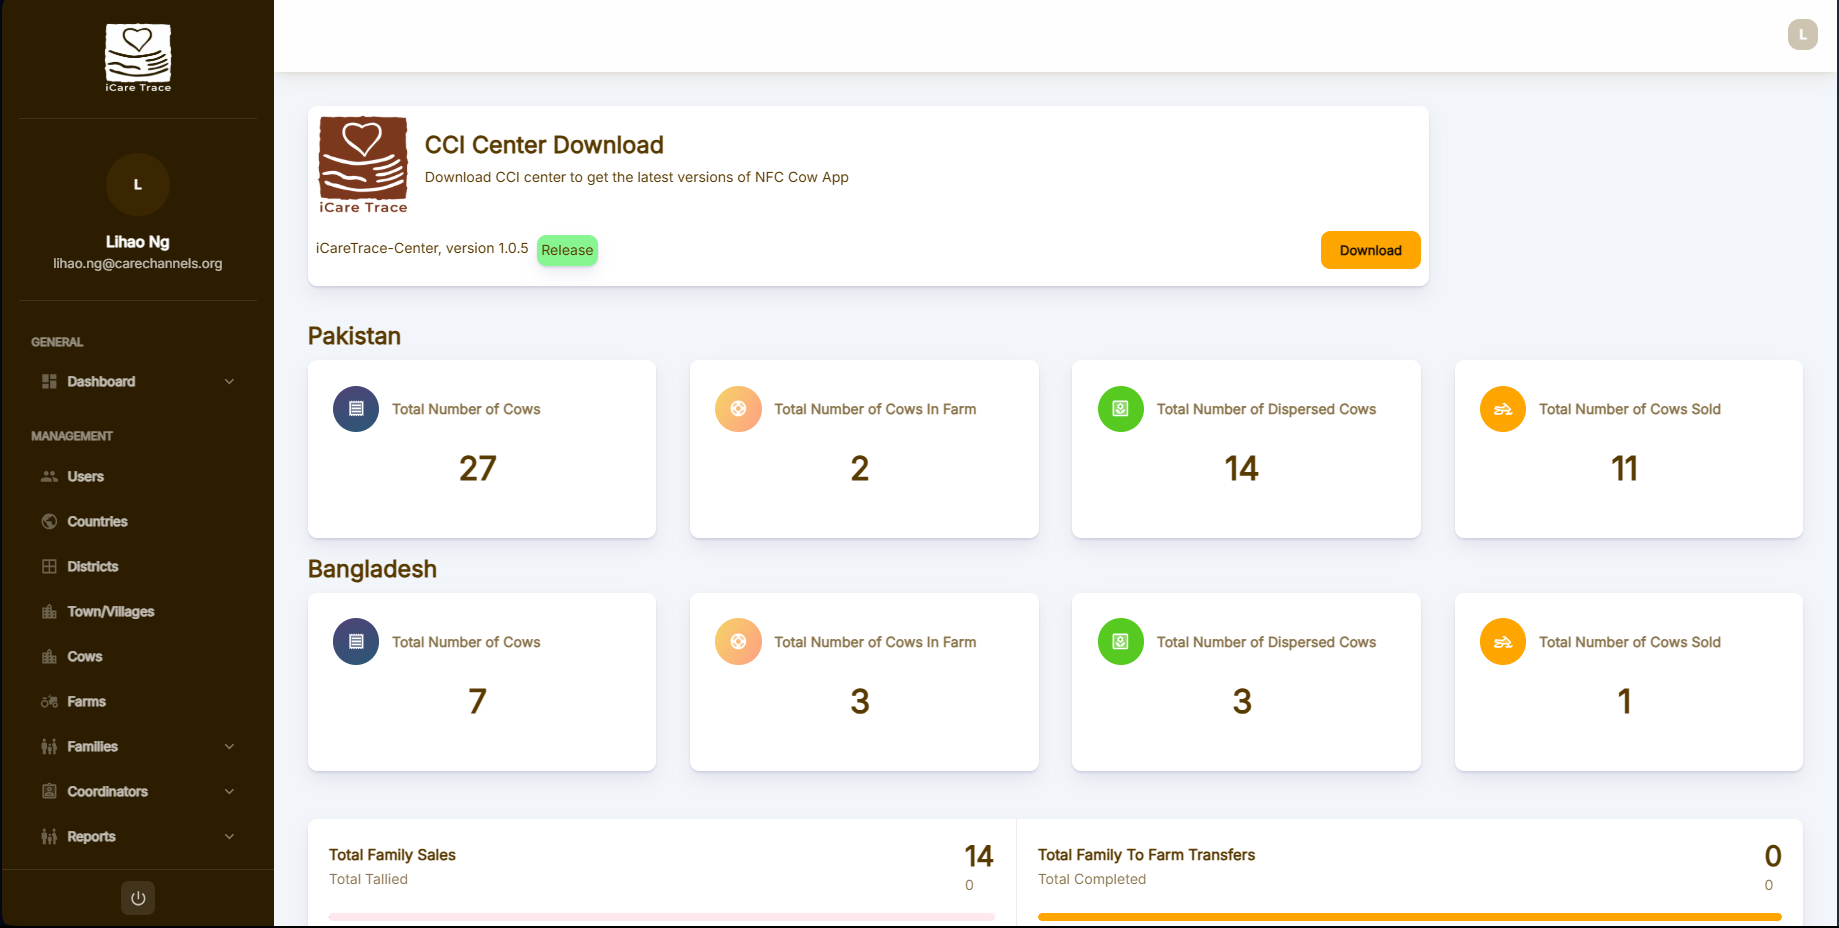 iCare Trace
L
L
Lihao Ng
lihao.ng@carechannels.org
GENERAL
Dashboard
MANAGEMENT
Users
Countries
Districts
Town/Villages
Cows
Farms
Families
Coordinators
Reports
iCare Trace
CCI Center Download
Download CCI center to get the latest versions of NFC Cow App
iCareTrace-Center, version 1.0.5 Release
Download
Pakistan
Total Number of Cows
27
Total Number of Cows In Farm
2
Total Number of Dispersed Cows
14
Total Number of Cows Sold
11
Bangladesh
Total Number of Cows
7
Total Number of Cows In Farm
3
Total Number of Dispersed Cows
3
Total Number of Cows Sold
1
Total Family Sales 14
Total Tallied 0
Total Family To Farm Transfers 0
Total Completed 0